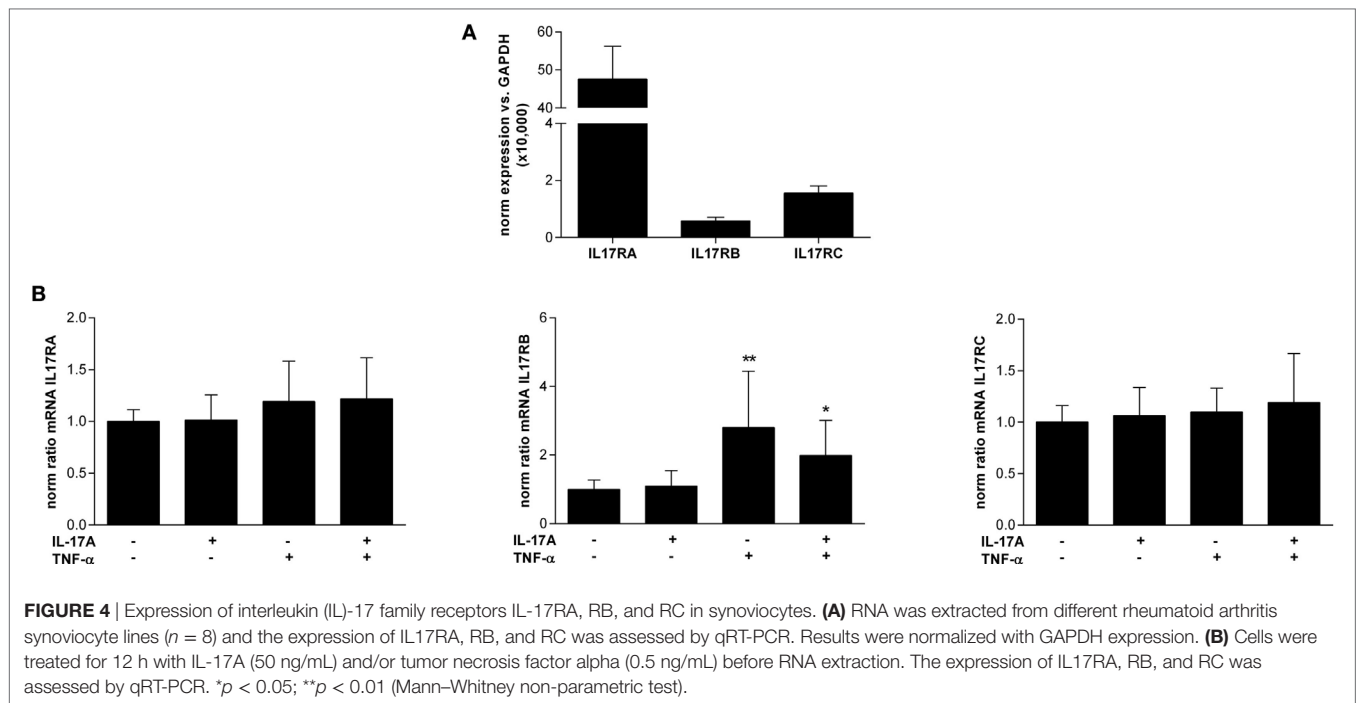 A
norm expression vs. GAPDH
(x10,000)
60
50
40
4
2
0
IL17RA IL17RB IL17RC
B
norm ratio mRNA IL17RA
2.0
1.5
1.0
0.5
0.0
IL-17A - + - +
TNF-α - - + +
norm ratio mRNA IL17RB
6
4
2
0
**
*
- + - +
- - + +
norm ratio mRNA IL17RC
2.0
1.5
1.0
0.5
0.0
IL-17A - + - +
TNF-α - - + +
FIGURE 4 | Expression of interleukin (IL)-17 family receptors IL-17RA, RB, and RC in synoviocytes. (A) RNA was extracted from different rheumatoid arthritis
synoviocyte lines (n = 8) and the expression of IL17RA, RB, and RC was assessed by qRT-PCR. Results were normalized with GAPDH expression. (B) Cells were
treated for 12 h with IL-17A (50 ng/mL) and/or tumor necrosis factor alpha (0.5 ng/mL) before RNA extraction. The expression of IL17RA, RB, and RC was
assessed by qRT-PCR. *p < 0.05; **p < 0.01 (Mann–Whitney non-parametric test).